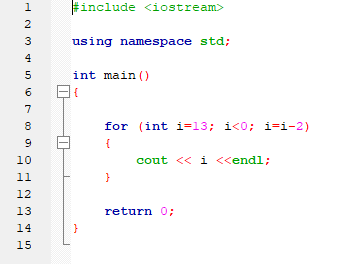 1 #include <iostream>
2
3 using namespace std;
4
5 int main()
6 {
7
8 for (int i=13; i<0; i=i-2)
9 {
10 cout << i <<endl;
11 }
12
13 return 0;
14 }
15